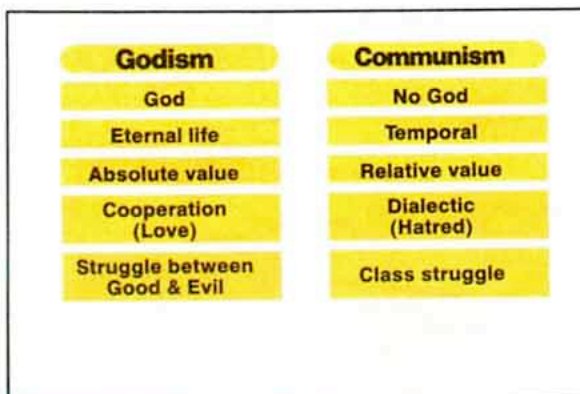 Godism
God
Eternal life
Absolute value
Cooperation
(Love)
Struggle between
Good & Evil
Communism
No God
Temporal
Relative value
Dialectic
(Hatred)
Class struggle